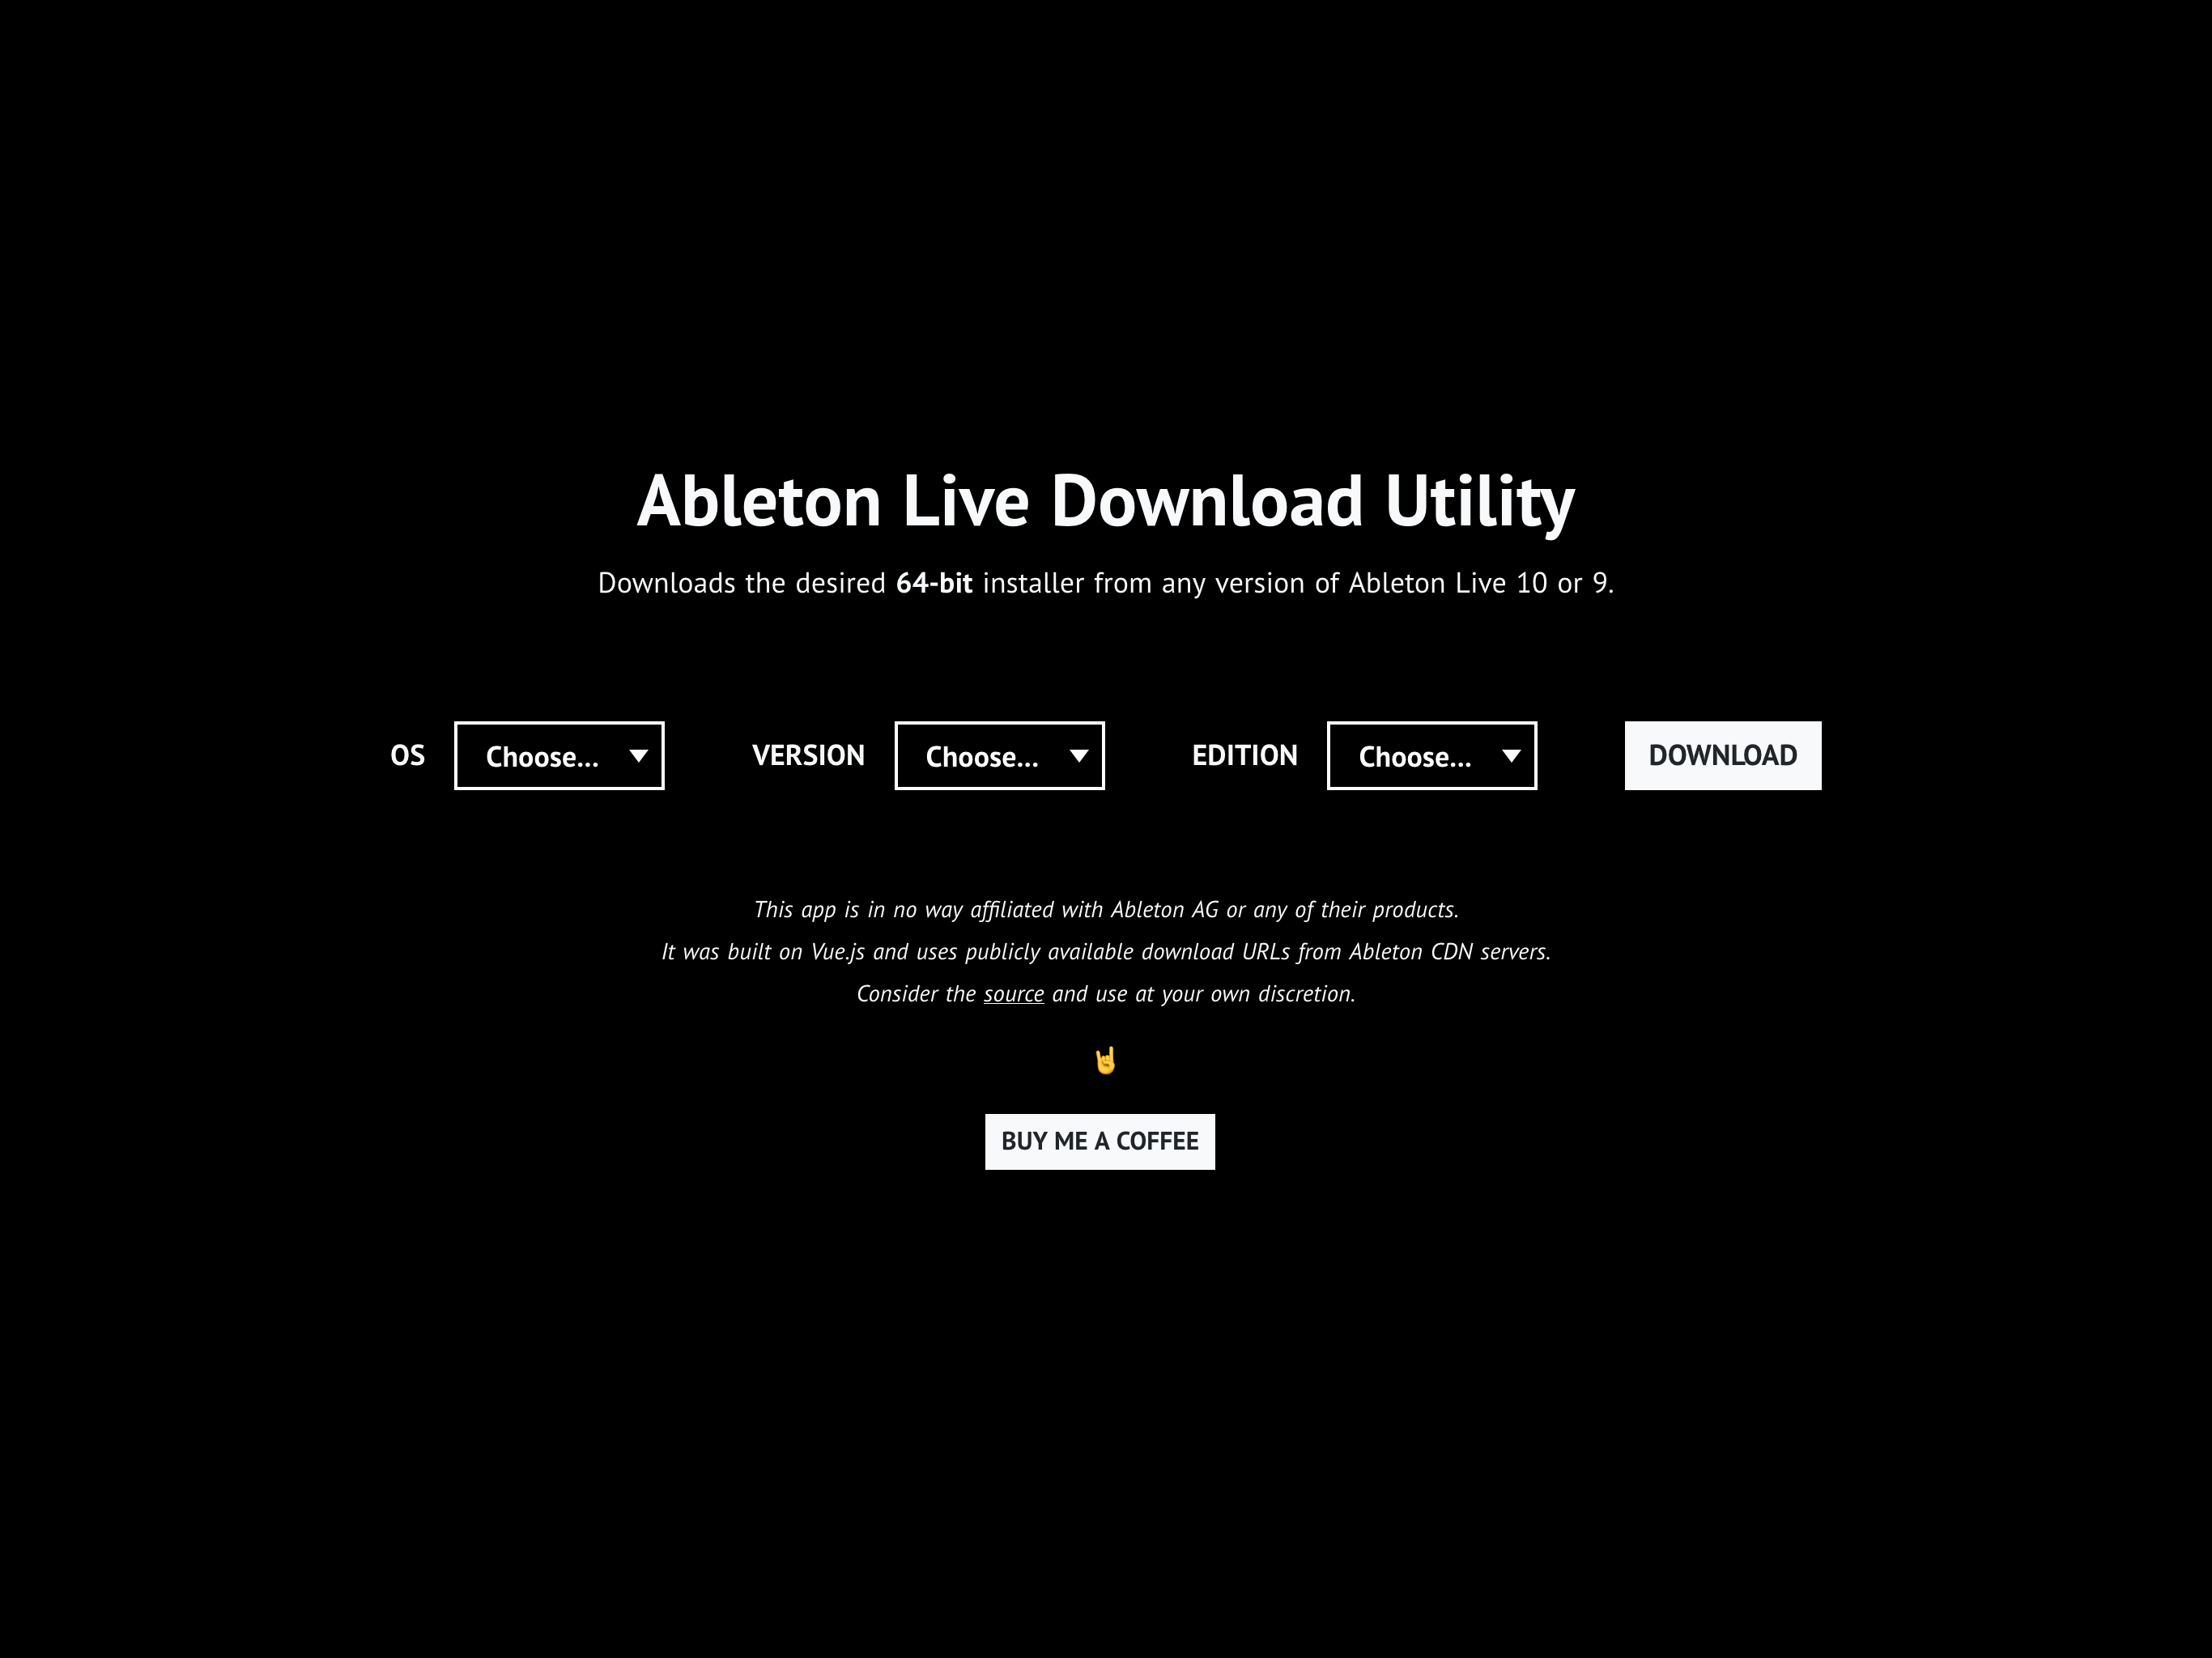 Ableton Live Download Utility
Downloads the desired 64-bit installer from any version of Ableton Live 10 or 9.
OS Choose... VERSION Choose... EDITION Choose... DOWNLOAD
This app is in no way affiliated with Ableton AG or any of their products.
It was built on Vue.js and uses publicly available download URLs from Ableton CDN servers.
Consider the source and use at your own discretion.
🤘
BUY ME A COFFEE